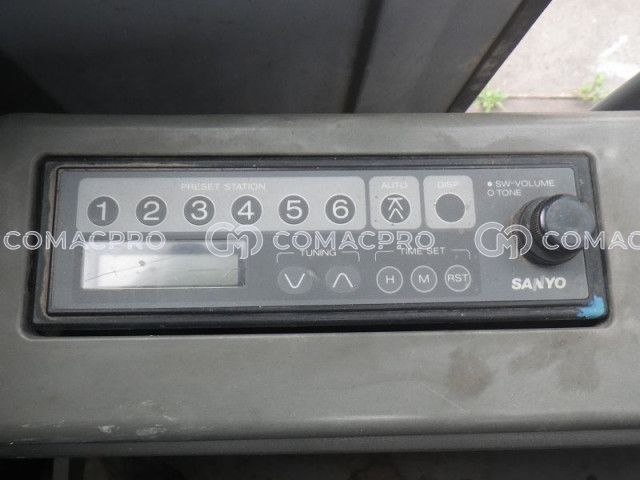 PRESET STATION
AUTO
DISP
• SW-VOLUME
O TONE
1 2 3 4 5 6
COMACPRO COMACPRO COMACPRO
TUNING
TIME SET
H M RST
SANYO